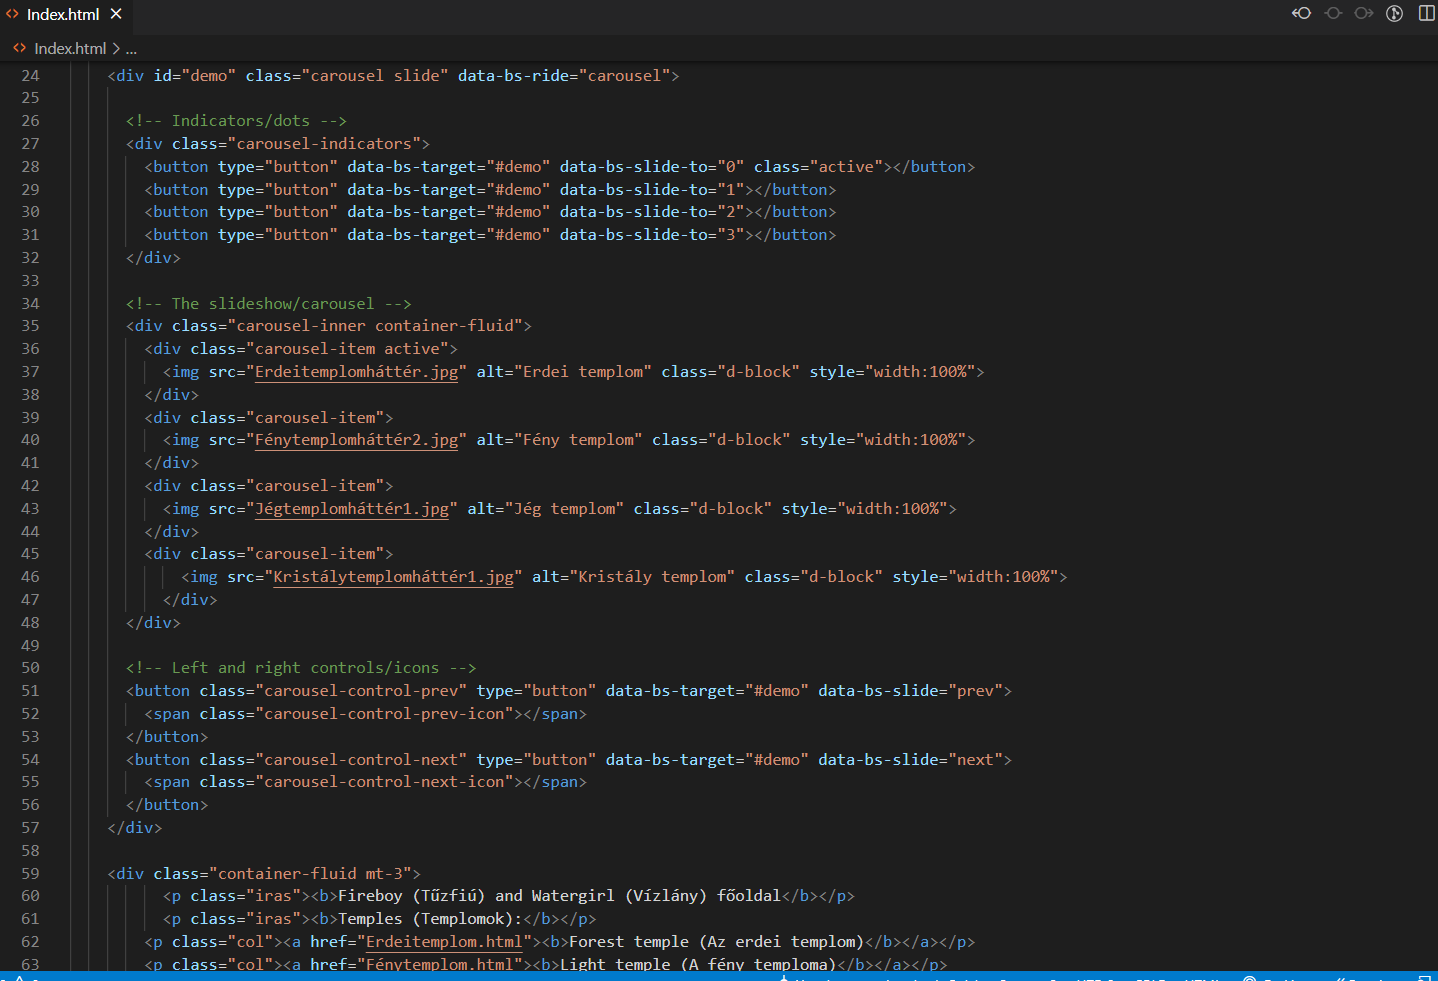 Index.html
Index.html > ...
24 <div id="demo" class="carousel slide" data-bs-ride="carousel">
25
26 <!-- Indicators/dots -->
27 <div class="carousel-indicators">
28 <button type="button" data-bs-target="#demo" data-bs-slide-to="0" class="active"></button>
29 <button type="button" data-bs-target="#demo" data-bs-slide-to="1"></button>
30 <button type="button" data-bs-target="#demo" data-bs-slide-to="2"></button>
31 <button type="button" data-bs-target="#demo" data-bs-slide-to="3"></button>
32 </div>
33
34 <!-- The slideshow/carousel -->
35 <div class="carousel-inner container-fluid">
36 <div class="carousel-item active">
37 <img src="Erdeitemplomháttér.jpg" alt="Erdei templom" class="d-block" style="width:100%">
38 </div>
39 <div class="carousel-item">
40 <img src="Fénytemplomháttér2.jpg" alt="Fény templom" class="d-block" style="width:100%">
41 </div>
42 <div class="carousel-item">
43 <img src="Jégtemplomháttér1.jpg" alt="Jég templom" class="d-block" style="width:100%">
44 </div>
45 <div class="carousel-item">
46 <img src="Kristálytemplomháttér1.jpg" alt="Kristály templom" class="d-block" style="width:100%">
47 </div>
48 </div>
49
50 <!-- Left and right controls/icons -->
51 <button class="carousel-control-prev" type="button" data-bs-target="#demo" data-bs-slide="prev">
52 <span class="carousel-control-prev-icon"></span>
53 </button>
54 <button class="carousel-control-next" type="button" data-bs-target="#demo" data-bs-slide="next">
55 <span class="carousel-control-next-icon"></span>
56 </button>
57 </div>
58
59 <div class="container-fluid mt-3">
60 <p class="iras"><b>Fireboy (Tűzfiú) and Watergirl (Vízlány) főoldal</b></p>
61 <p class="iras"><b>Temples (Templomok):</b></p>
62 <p class="col"><a href="Erdeitemplom.html"><b>Forest temple (Az erdei templom)</b></a></p>
63 <p class="col"><a href="Fénytemplom.html"><b>Light temple (A fény temploma)</b></a></p>